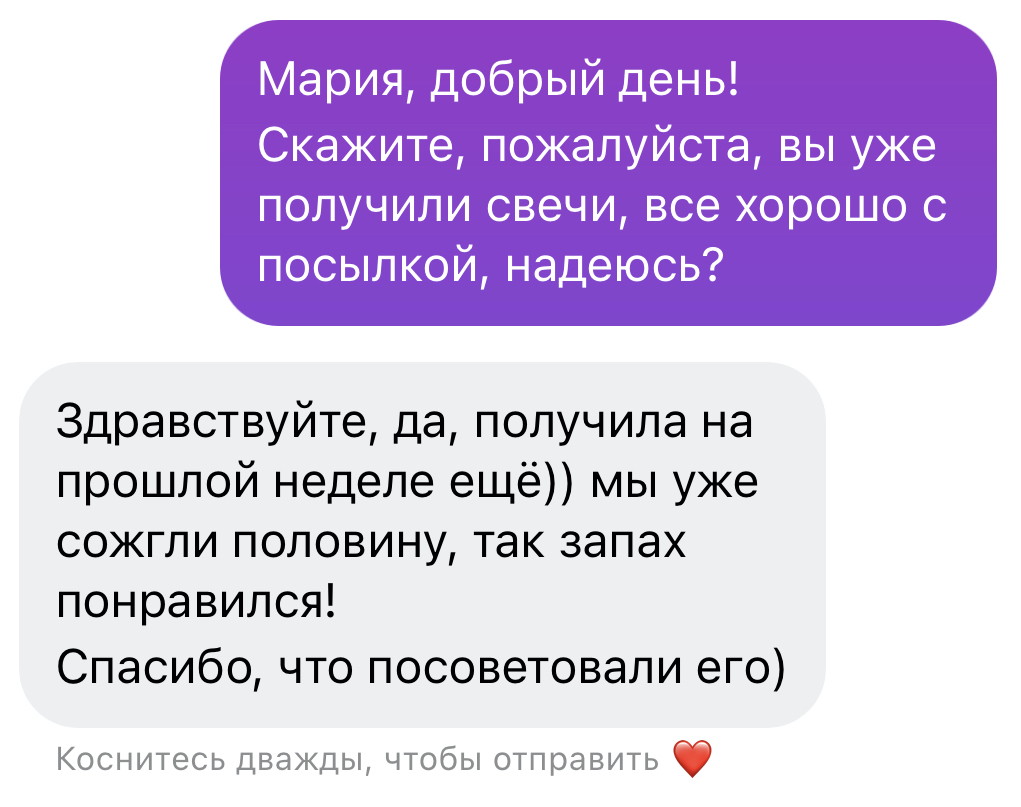 Мария, добрый день!
Скажите, пожалуйста, вы уже
получили свечи, все хорошо с
посылкой, надеюсь?
Здравствуйте, да, получила на
прошлой неделе ещё)) мы уже
сожгли половину, так запах
понравился!
Спасибо, что посоветовали его)
Коснитесь дважды, чтобы отправить ❤️